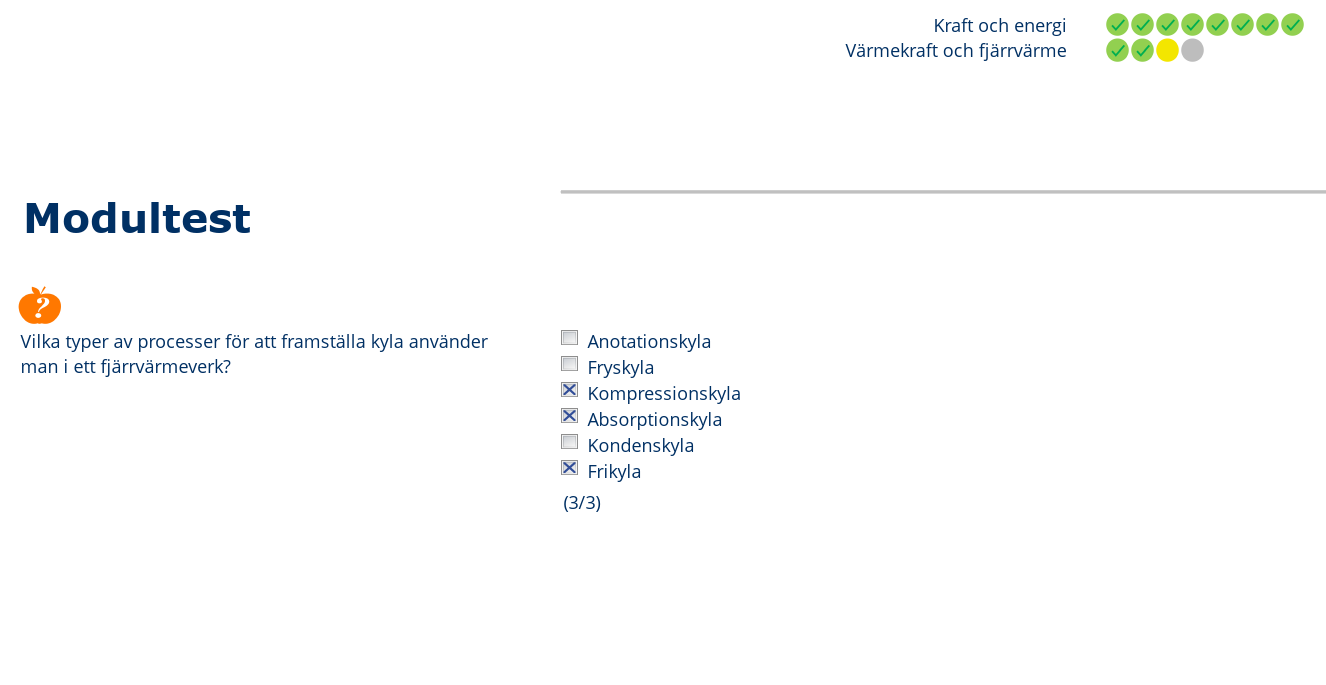 Kraft och energi
Värmekraft och fjärrvärme
Modultest
?
Vilka typer av processer för att framställa kyla använder
man i ett fjärrvärmeverk?
Anotationskyla
Fryskyla
Kompressionskyla
Absorptionskyla
Kondenskyla
Frikyla
(3/3)